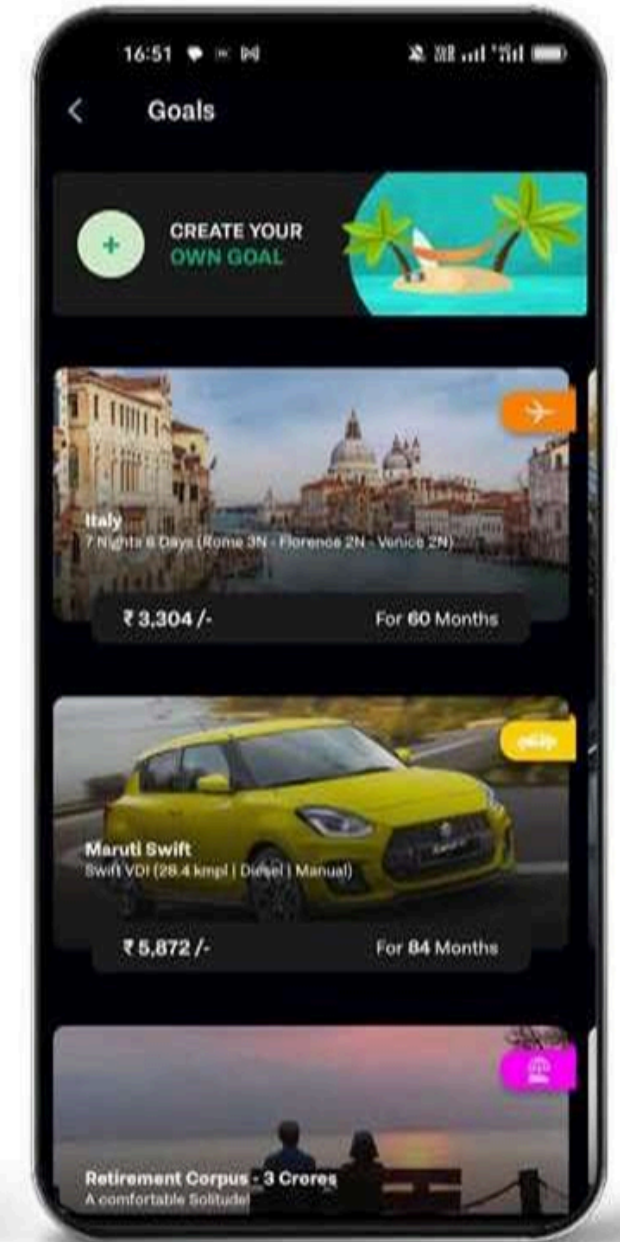 16:51
Goals
CREATE YOUR
OWN GOAL
Italy
7 Nights 6 Days (Rome 3N - Florence 2N - Venice 2N)
₹ 3,304 /-
For 60 Months
Maruti Swift
Swift VDI (28.4 kmpl | Diesel | Manual)
₹ 5,872 /-
For 84 Months
Retirement Corpus - 3 Crores
A comfortable Solitude!